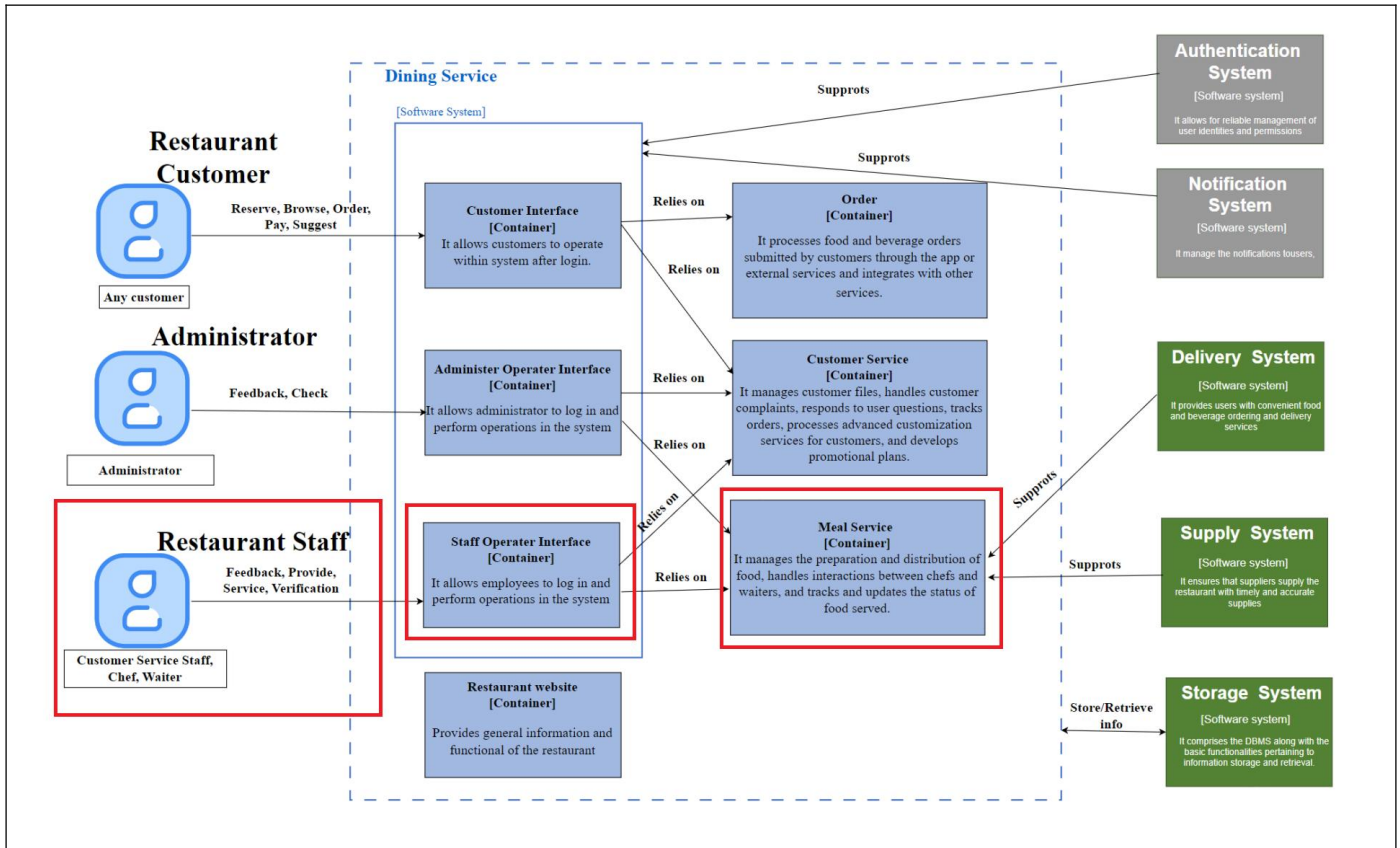 Dining Service
[Software System]
Restaurant
Customer
Any customer
Reserve, Browse, Order,
Pay, Suggest
Administrator
Administrator
Feedback, Check
Restaurant Staff
Customer Service Staff,
Chef, Waiter
Feedback, Provide,
Service, Verification
Customer Interface
[Container]
It allows customers to operate
within system after login.
Administer Operater Interface
[Container]
It allows administrator to log in and
perform operations in the system
Staff Operater Interface
[Container]
It allows employees to log in and
perform operations in the system
Restaurant website
[Container]
Provides general information and
functional of the restaurant
Relies on
Relies on
Relies on
Relies on
Relies on
Relies on
Order
[Container]
It processes food and beverage orders
submitted by customers through the app or
external services and integrates with other
services.
Customer Service
[Container]
It manages customer files, handles customer
complaints, responds to user questions, tracks
orders, processes advanced customization
services for customers, and develops
promotional plans.
Meal Service
[Container]
It manages the preparation and distribution of
food, handles interactions between chefs and
waiters, and tracks and updates the status of
food served.
Supprots
Supprots
Supprots
Supprots
Store/Retrieve
info
Authentication
System
[Software system]
It allows for reliable management of
user identities and permissions
Notification
System
[Software system]
It manage the notifications tousers,
Delivery System
[Software system]
It provides users with convenient food
and beverage ordering and delivery
services
Supply System
[Software system]
It ensures that suppliers supply the
restaurant with timely and accurate
supplies
Storage System
[Software system]
It comprises the DBMS along with the
basic functionalities pertaining to
information storage and retrieval.